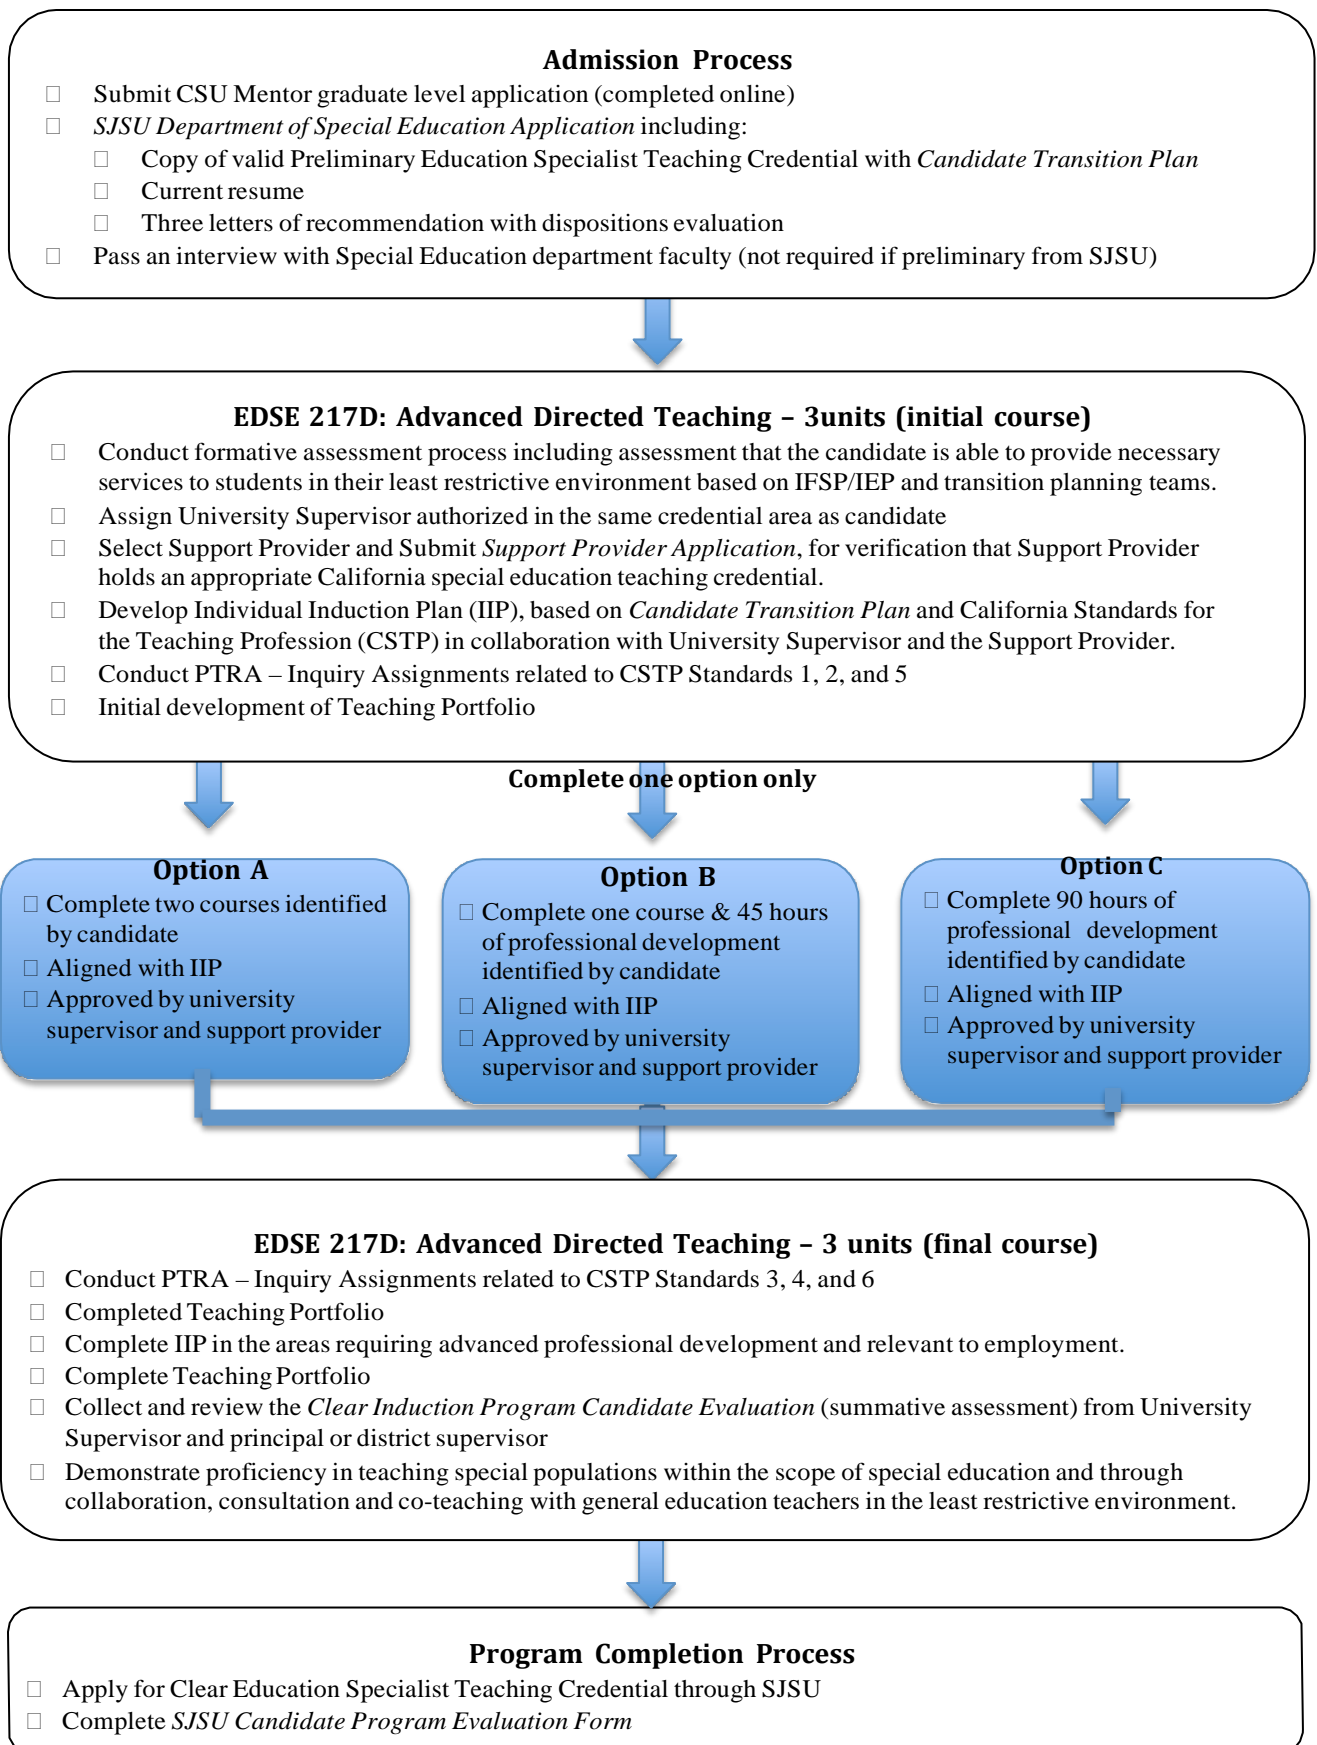 Admission Process
☐ Submit CSU Mentor graduate level application (completed online)
☐ SJSU Department of Special Education Application including:
☐ Copy of valid Preliminary Education Specialist Teaching Credential with Candidate Transition Plan
☐ Current resume
☐ Three letters of recommendation with dispositions evaluation
☐ Pass an interview with Special Education department faculty (not required if preliminary from SJSU)
EDSE 217D: Advanced Directed Teaching – 3units (initial course)
☐ Conduct formative assessment process including assessment that the candidate is able to provide necessary
services to students in their least restrictive environment based on IFSP/IEP and transition planning teams.
☐ Assign University Supervisor authorized in the same credential area as candidate
☐ Select Support Provider and Submit Support Provider Application, for verification that Support Provider
holds an appropriate California special education teaching credential.
☐ Develop Individual Induction Plan (IIP), based on Candidate Transition Plan and California Standards for
the Teaching Profession (CSTP) in collaboration with University Supervisor and the Support Provider.
☐ Conduct PTRA – Inquiry Assignments related to CSTP Standards 1, 2, and 5
☐ Initial development of Teaching Portfolio
Complete one option only
Option A
☐ Complete two courses identified
by candidate
☐ Aligned with IIP
☐ Approved by university
supervisor and support provider
Option B
☐ Complete one course & 45 hours
of professional development
identified by candidate
☐ Aligned with IIP
☐ Approved by university
supervisor and support provider
Option C
☐ Complete 90 hours of
professional development
identified by candidate
☐ Aligned with IIP
☐ Approved by university
supervisor and support provider
EDSE 217D: Advanced Directed Teaching – 3 units (final course)
☐ Conduct PTRA – Inquiry Assignments related to CSTP Standards 3, 4, and 6
☐ Completed Teaching Portfolio
☐ Complete IIP in the areas requiring advanced professional development and relevant to employment.
☐ Complete Teaching Portfolio
☐ Collect and review the Clear Induction Program Candidate Evaluation (summative assessment) from University
Supervisor and principal or district supervisor
☐ Demonstrate proficiency in teaching special populations within the scope of special education and through
collaboration, consultation and co-teaching with general education teachers in the least restrictive environment.
Program Completion Process
☐ Apply for Clear Education Specialist Teaching Credential through SJSU
☐ Complete SJSU Candidate Program Evaluation Form